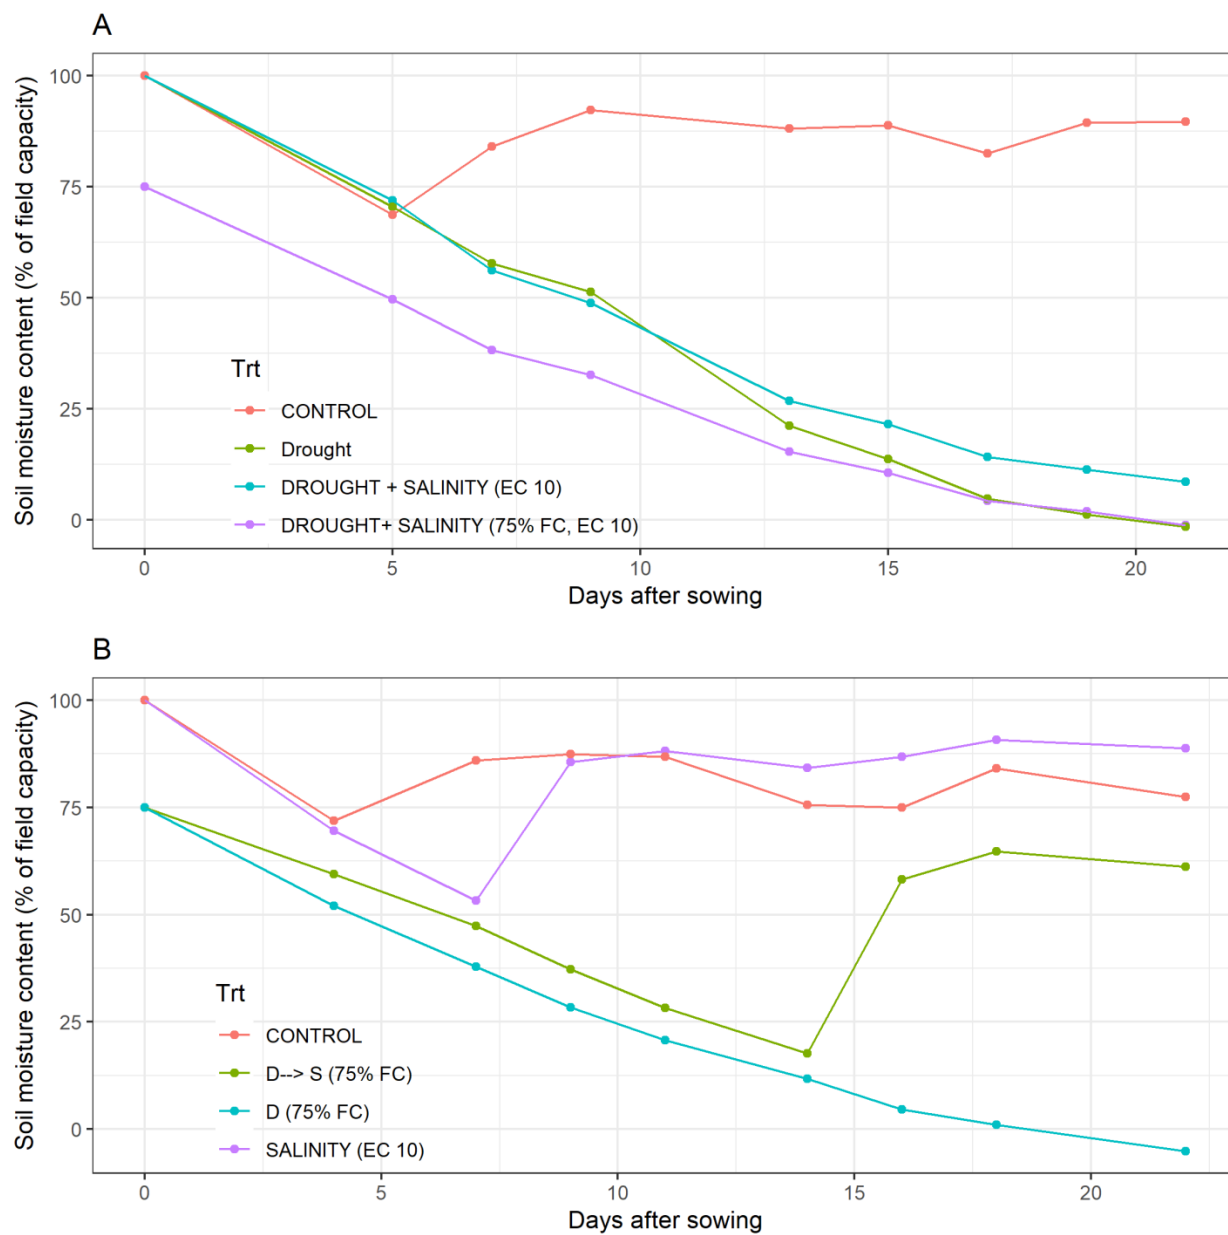 A
Soil moisture content (% of field capacity)
100
75
50
25
0
Trt
CONTROL
Drought
DROUGHT + SALINITY (EC 10)
DROUGHT+ SALINITY (75% FC, EC 10)
0 5 10 15 20
Days after sowing
B
Soil moisture content (% of field capacity)
100
75
50
25
0
Trt
CONTROL
D--> S (75% FC)
D (75% FC)
SALINITY (EC 10)
0 5 10 15 20
Days after sowing